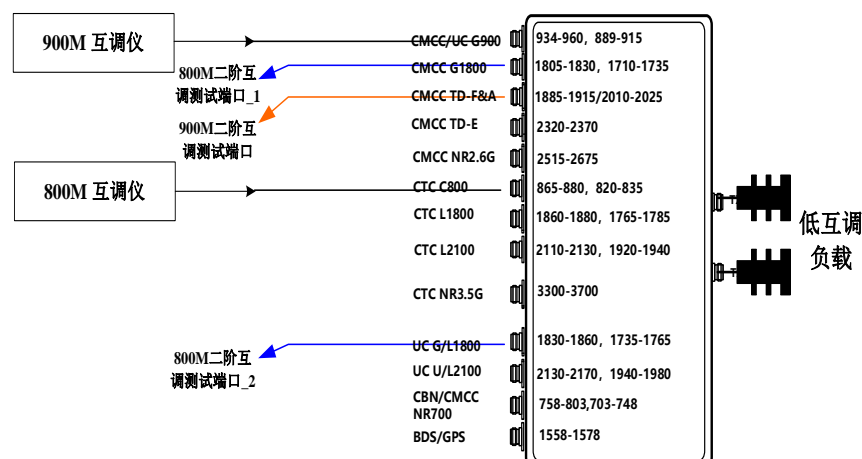 900M 互调仪
CMCC/UC G900
934-960, 889-915
800M二阶互
调测试端口_1
CMCC G1800
1805-1830, 1710-1735
CMCC TD-F&A
1885-1915/2010-2025
900M二阶互
调测试端口
CMCC TD-E
2320-2370
CMCC NR2.6G
2515-2675
800M 互调仪
CTC C800
865-880, 820-835
CTC L1800
1860-1880, 1765-1785
CTC L2100
2110-2130, 1920-1940
低互调
负载
CTC NR3.5G
3300-3700
800M二阶互
调测试端口_2
UC G/L1800
1830-1860, 1735-1765
UC U/L2100
2130-2170, 1940-1980
CBN/CMCC
NR700
758-803,703-748
BDS/GPS
1558-1578